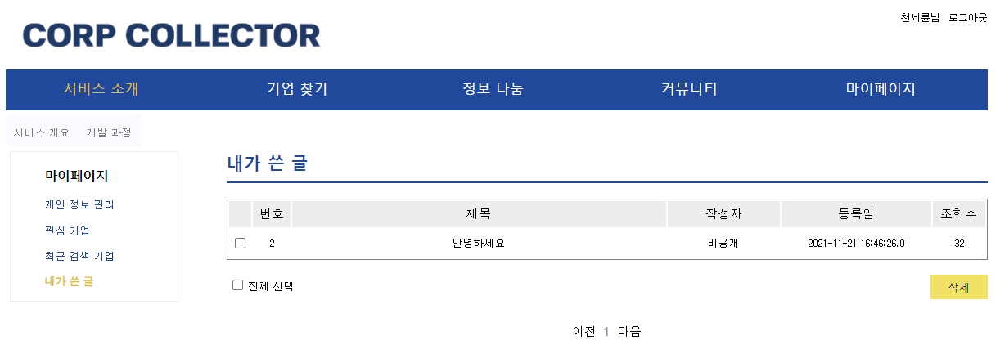 천세륜님 로그아웃
CORP COLLECTOR
서비스 소개 기업 찾기 정보 나눔 커뮤니티 마이페이지
서비스 개요 개발 과정
마이페이지
개인 정보 관리
관심 기업
최근 검색 기업
내가 쓴 글
내가 쓴 글
번호 제목 작성자 등록일 조회수
2 안녕하세요 비공개 2021-11-21 16:46:26.0 32
전체 선택 삭제
이전 1 다음